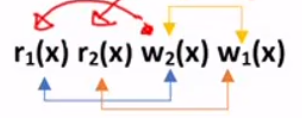 r₁(x) r₂(x) w₂(x) w₁(x)